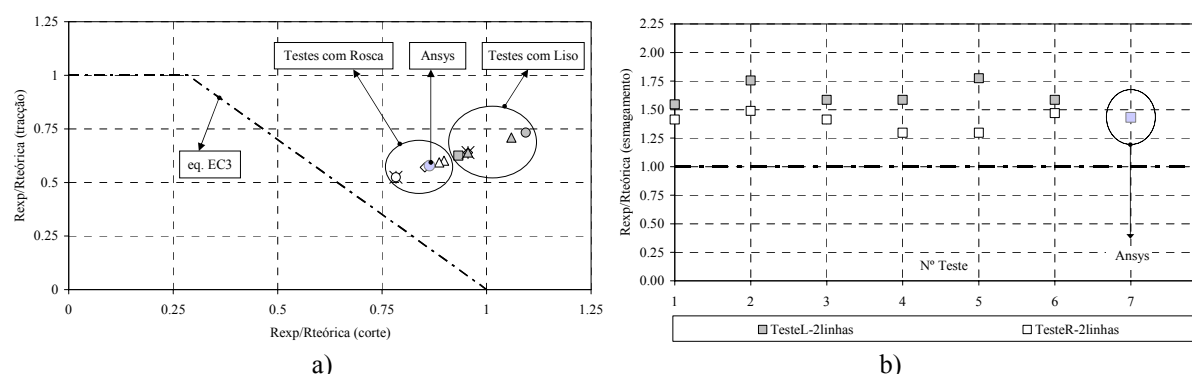 Rexp/Rteórica (tracção)
1
0.75
0.5
0.25
0
0
0.25
0.5
0.75
1
1.25
Rexp/Rteórica (corte)
Testes com Rosca
Ansys
Testes com Liso
eq. EC3
a)
Rexp/Rteórica (esmagamento)
2.25
2.00
1.75
1.50
1.25
1.00
0.75
0.50
0.25
0.00
1
2
3
4
5
6
7
Nº Teste
Ansys
TesteL-2linhas
TesteR-2linhas
b)